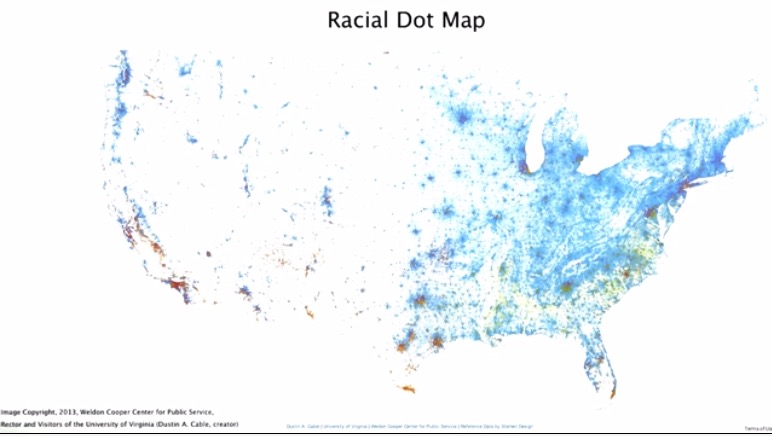 Racial Dot Map
Image Copyright, 2013, Weldon Cooper Center for Public Service,
Rector and Visitors of the University of Virginia (Dustin A. Cable, creator)
Dustin A. Cable | University of Virginia | Weldon Cooper Center for Public Service | Reference Data by Stamen Design
Terms of Us